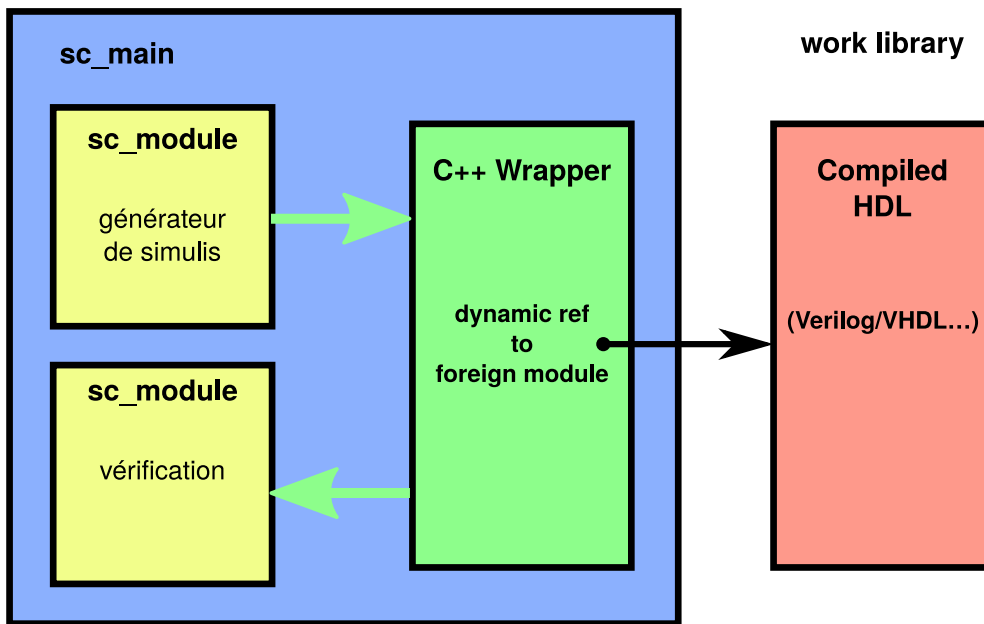 sc_main
work library
sc_module
générateur
de simulis
C++ Wrapper
dynamic ref
to
foreign module
Compiled
HDL
(Verilog/VHDL…)
sc_module
vérification